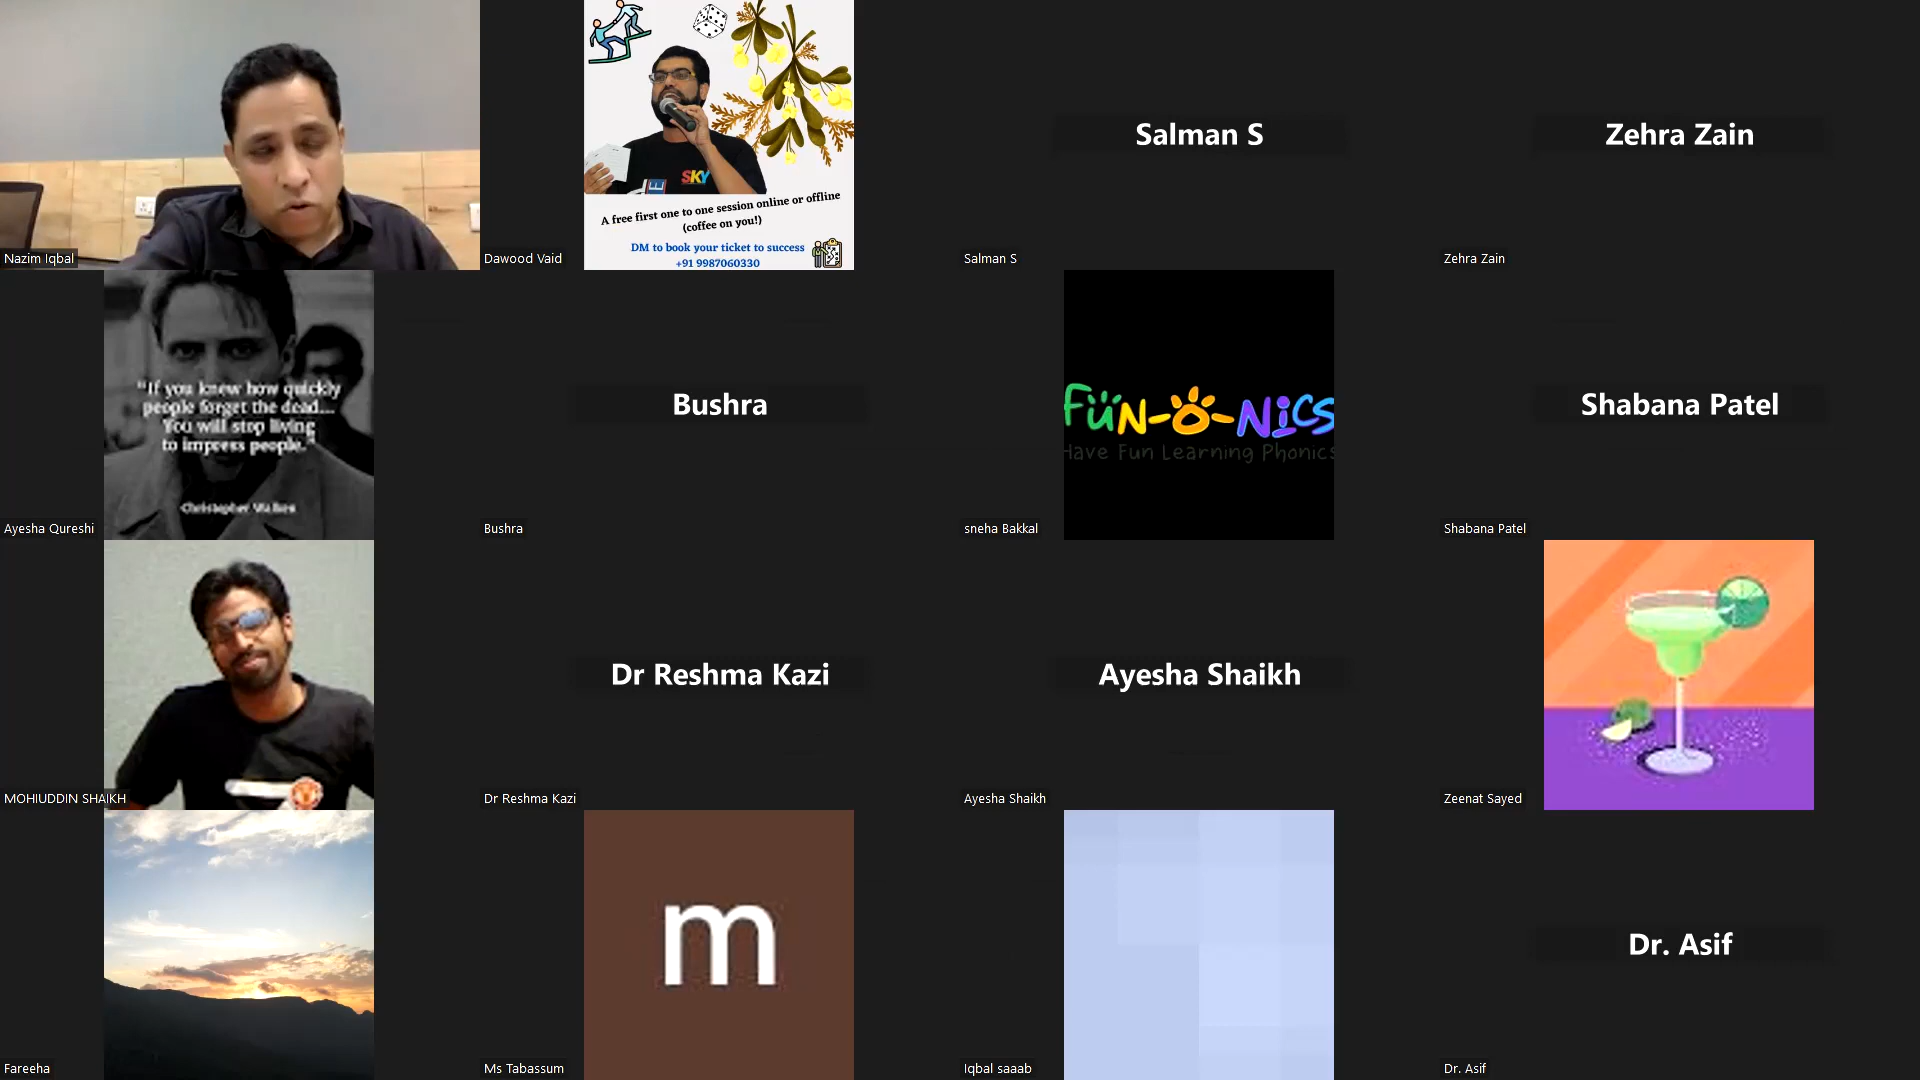 Nazim Iqbal
SKY
E
A free first one to one session online or offline
(coffee on you!)
DM to book your ticket to success
+91 9987060330
Dawood Vaid
Salman S
Salman S
Zehra Zain
Zehra Zain
"If you knew how quickly
people forget the dead...
You will stop living
to impress people."
-Christopher Walken
Ayesha Qureshi
Bushra
Bushra
FUN-O-NICS
Have Fun Learning Phonics
sneha Bakkal
Shabana Patel
Shabana Patel
MOHIUDDIN SHAIKH
Dr Reshma Kazi
Dr Reshma Kazi
Ayesha Shaikh
Ayesha Shaikh
Zeenat Sayed
Fareeha
m
Ms Tabassum
Iqbal saaab
Dr. Asif
Dr. Asif